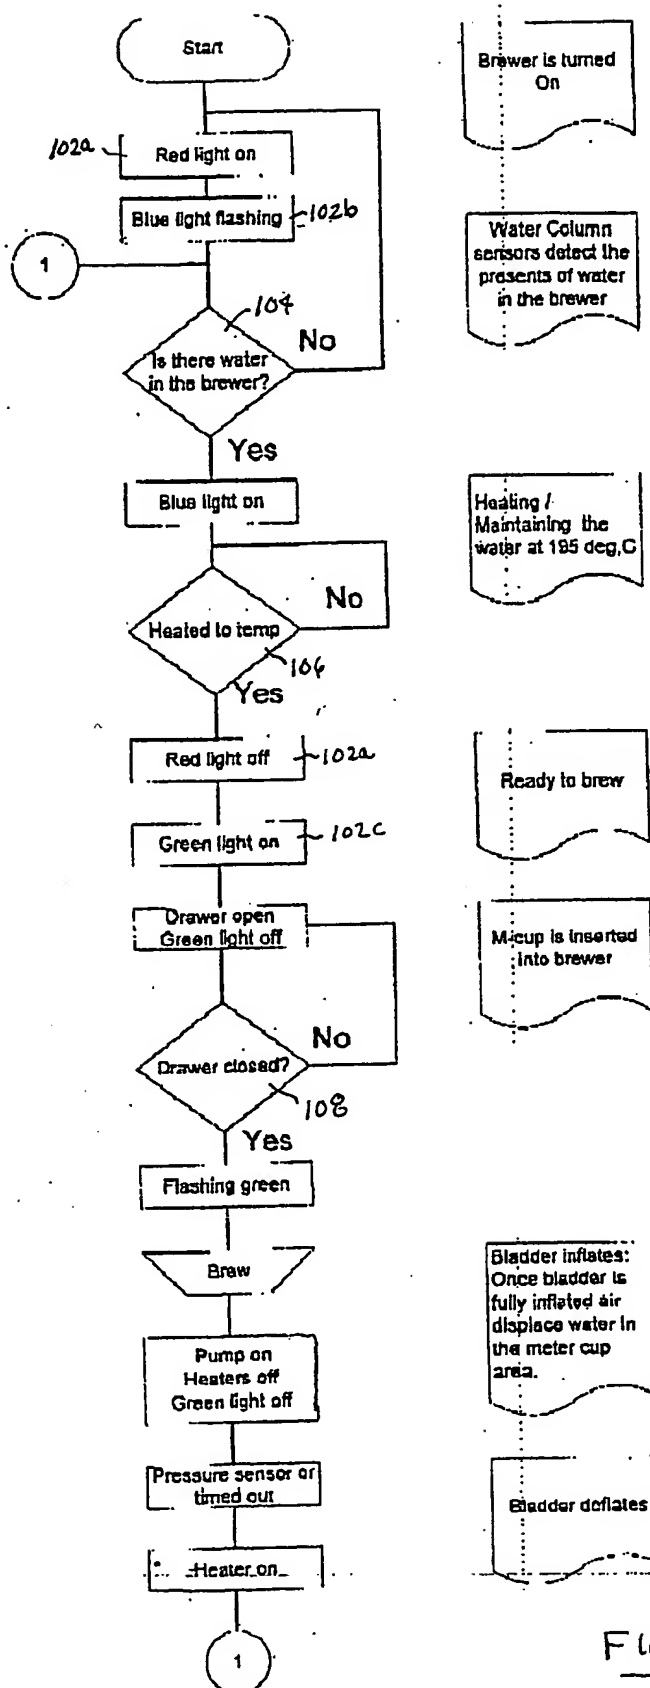 Start
Brewer is turned
On
102a
Red light on
Blue light flashing
102b
Water Column
sensors detect the
presents of water
in the brewer
1
104
Is there water
in the brewer?
No
Yes
Blue light on
Heating /
Maintaining the
water at 195 deg,C
Heated to temp
No
106
Yes
Red light off
102a
Ready to brew
Green light on
102c
Drawer open
Green light off
M-cup is inserted
into brewer
Drawer closed?
No
108
Yes
Flashing green
Brew
Bladder inflates:
Once bladder is
fully inflated air
displace water in
the meter cup
area.
Pump on
Heaters off
Green light off
Pressure sensor or
timed out
Bladder deflates
Heater on
1